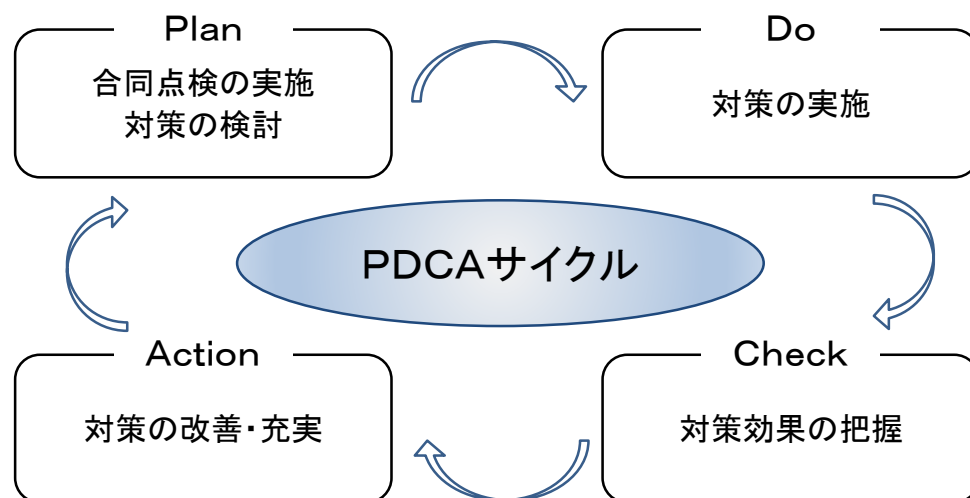 Plan
合同点検の実施
対策の検討
Do
対策の実施
PDCAサイクル
Action
対策の改善・充実
Check
対策効果の把握